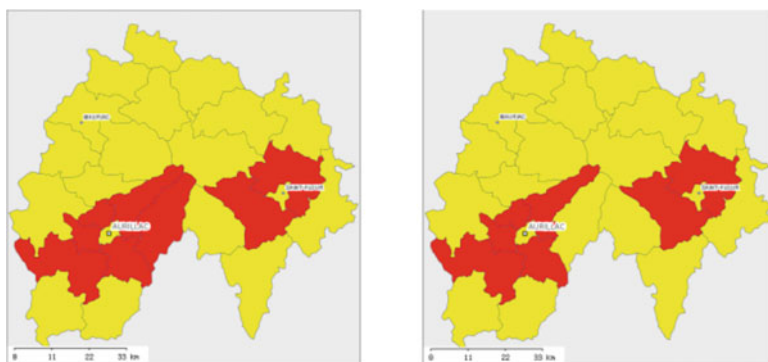 MAURIAC
SAINT-FLOUR
AURILLAC
0 11 22 33 km
MAURIAC
SAINT-FLOUR
AURILLAC
0 11 22 33 km